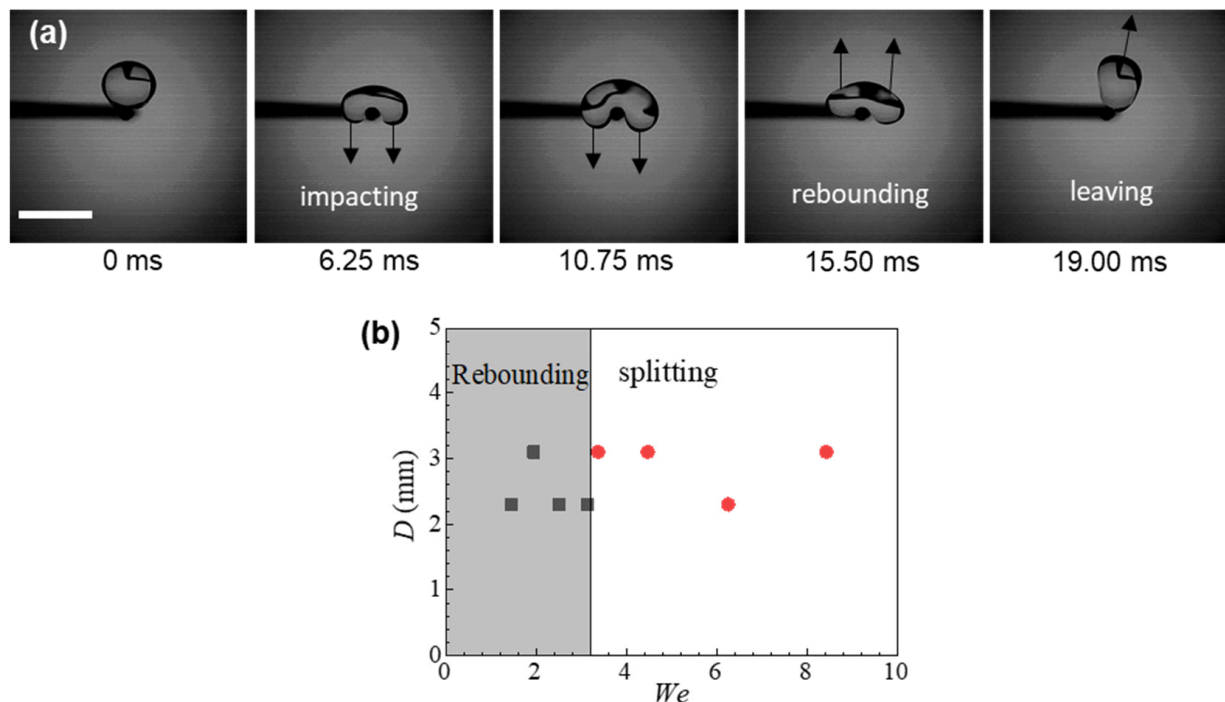 (a)
impacting
rebounding
leaving
0 ms
6.25 ms
10.75 ms
15.50 ms
19.00 ms
(b)
5
4
3
2
1
0
D (mm)
Rebounding
splitting
0
2
4
6
8
10
We